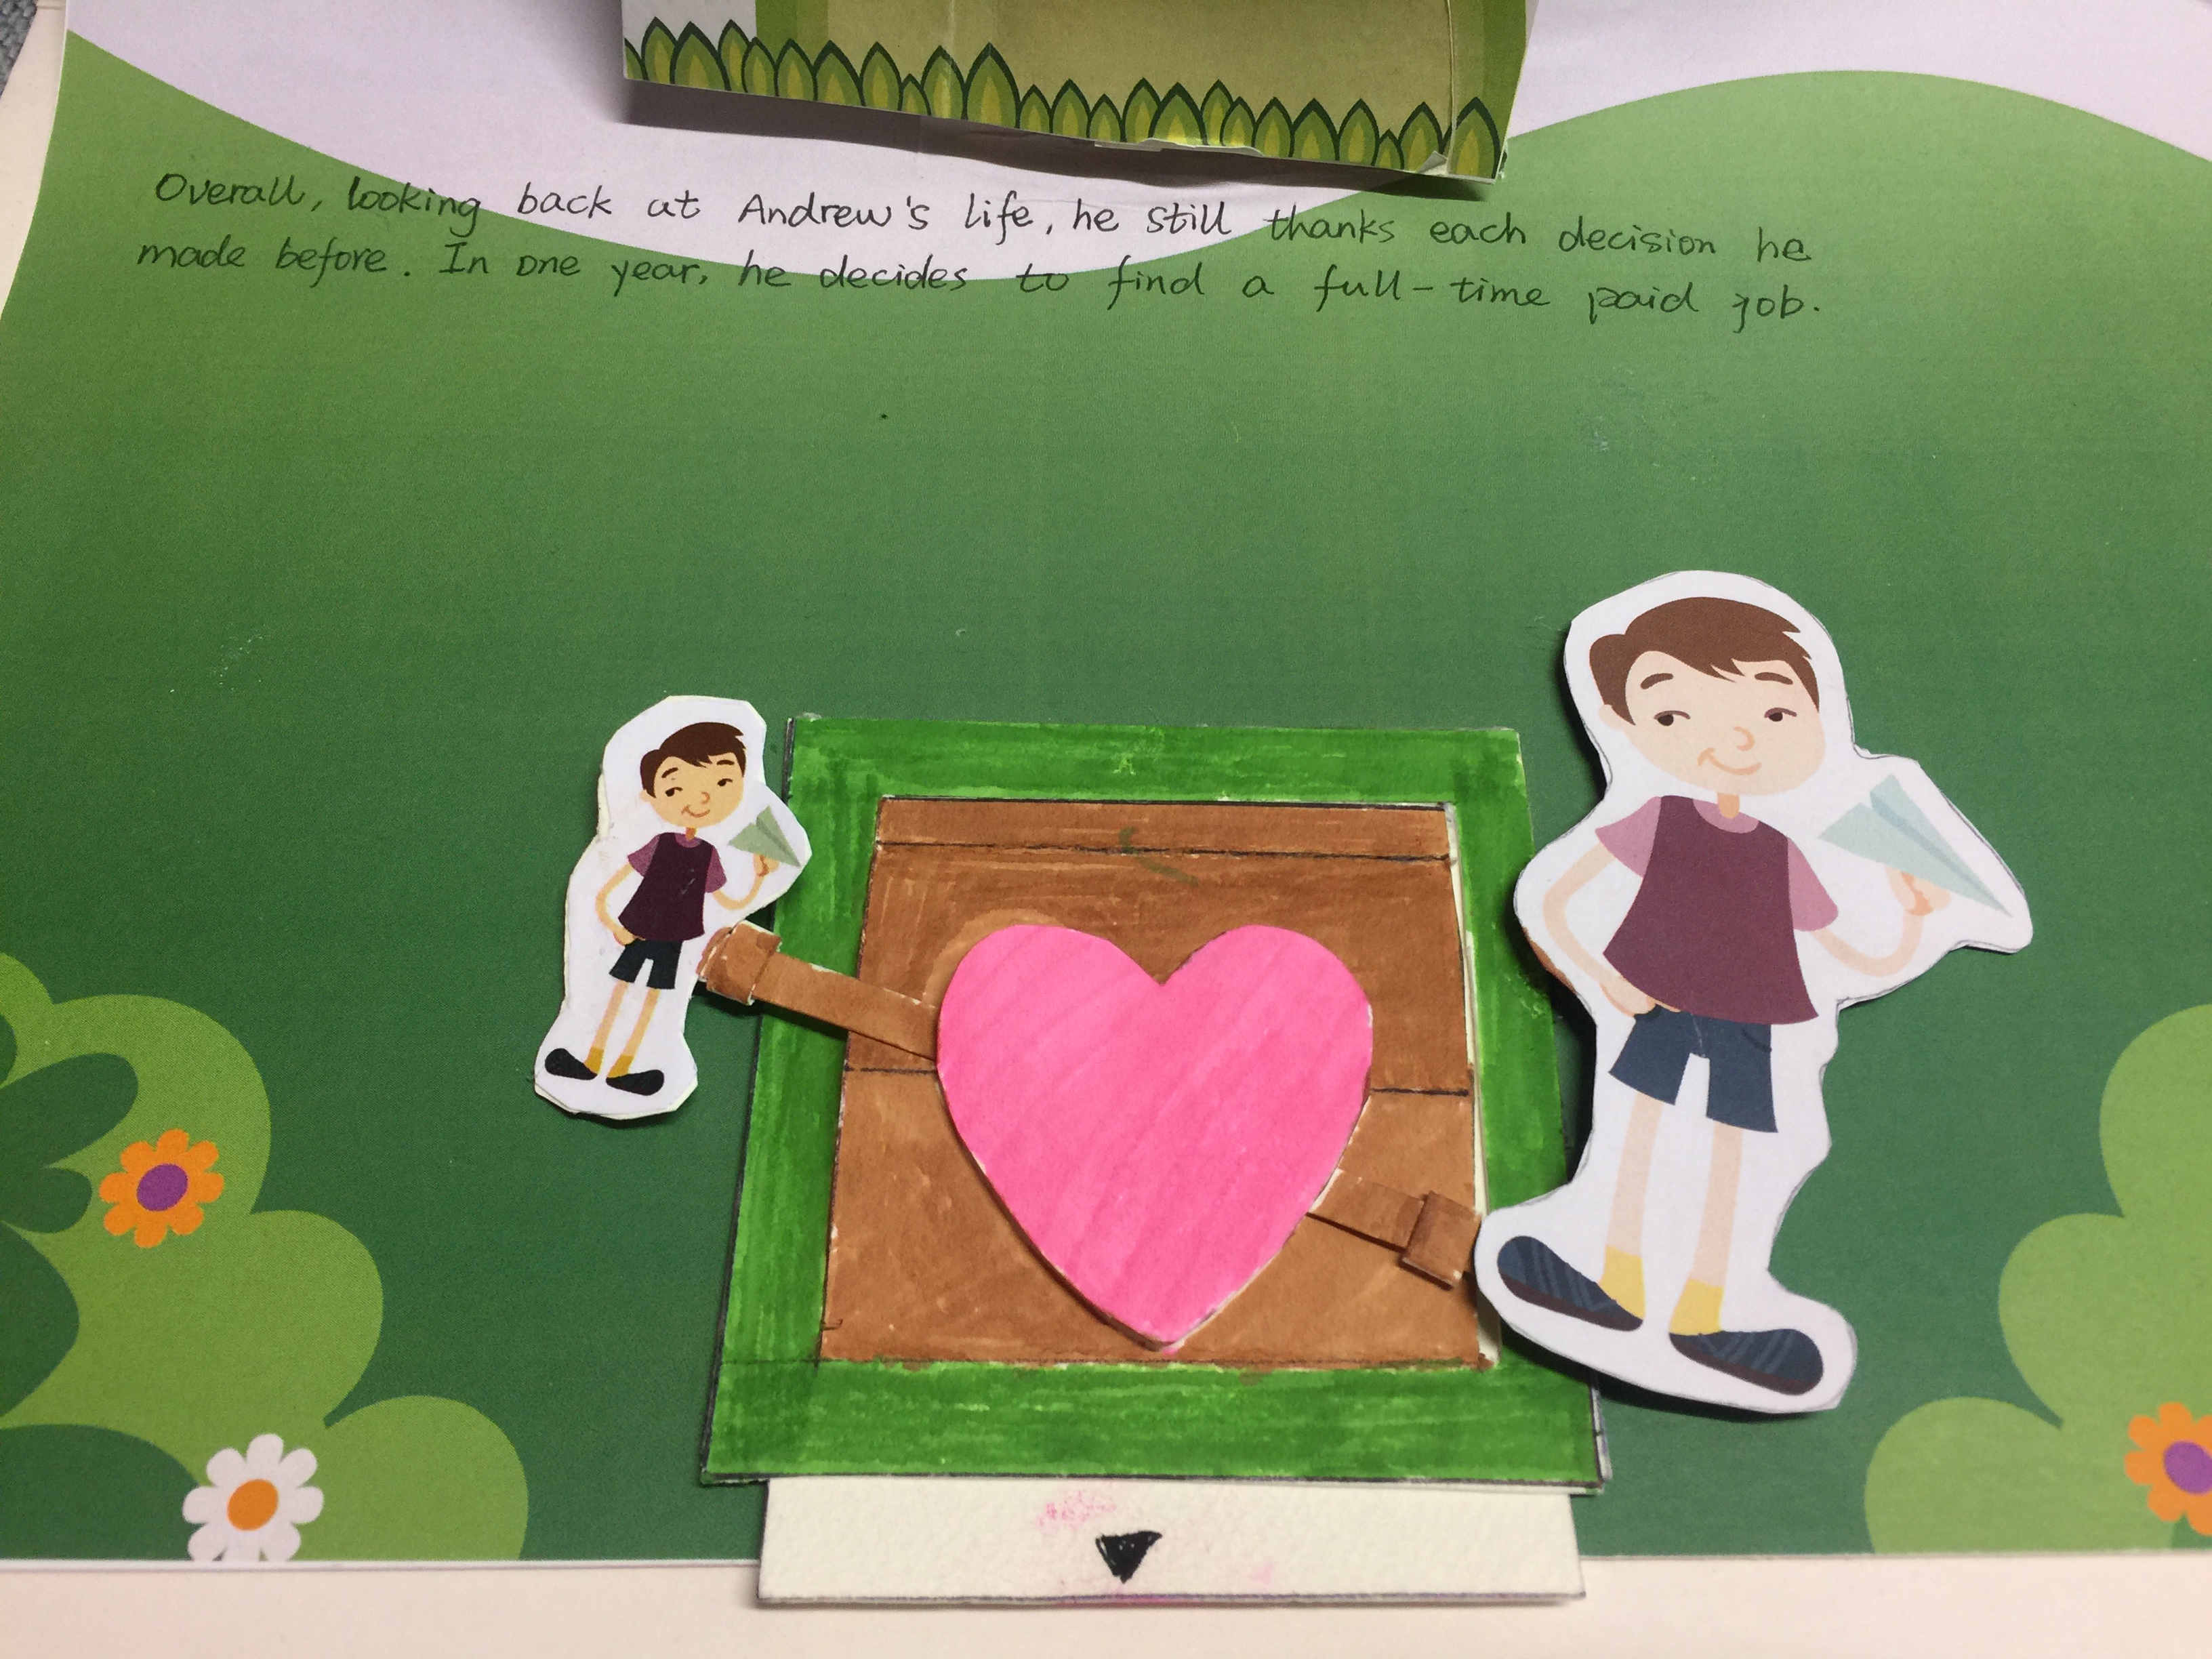 Overall, looking back at Andrew's life, he still thanks each decision he
made before. In one year, he decides to find a full-time paid job.